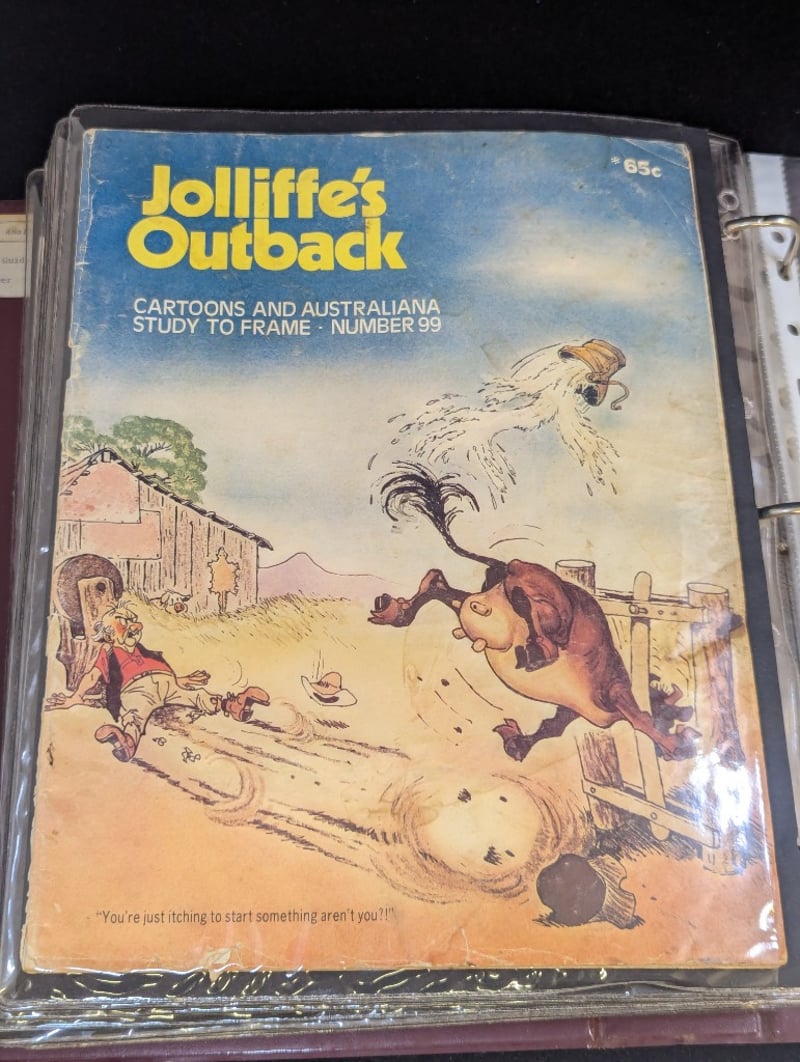 Jolliffe's
Outback
* 65c
CARTOONS AND AUSTRALIANA
STUDY TO FRAME · NUMBER 99
"You're just itching to start something aren't you?!"